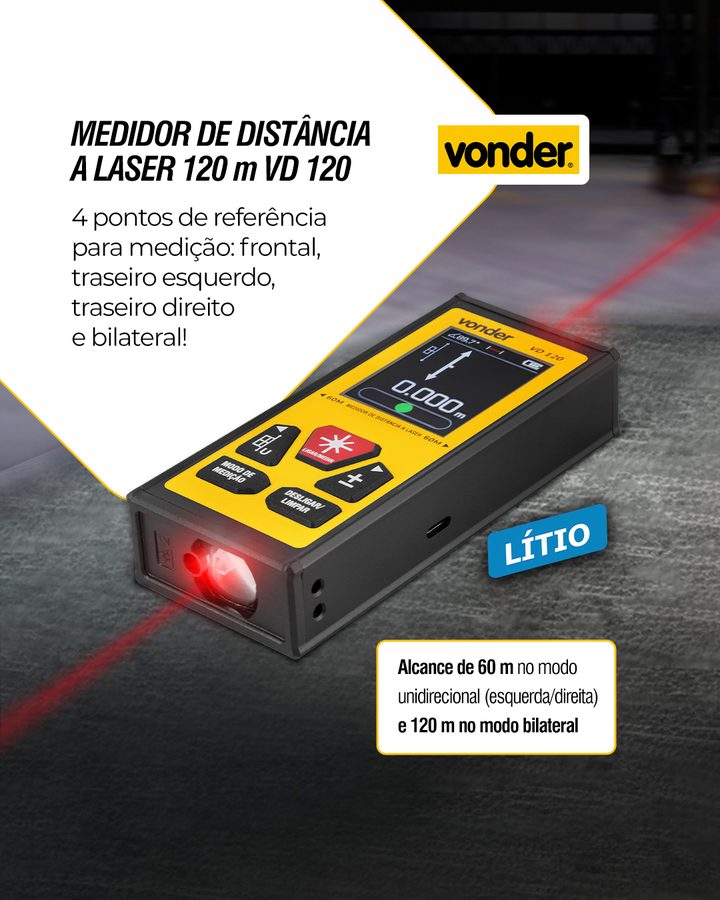 MEDIDOR DE DISTÂNCIA
A LASER 120 m VD 120
vonder®
4 pontos de referência
para medição: frontal,
traseiro esquerdo,
traseiro direito
e bilateral!
vonder
VD 120
0.000m
◄ 60M MEDIDOR DE DISTÂNCIA A LASER 60M ►
LIGAR/MEDIR
±
MODO DE
MEDIÇÃO
DESLIGAR/
LIMPAR
LÍTIO
Alcance de 60 m no modo
unidirecional (esquerda/direita)
e 120 m no modo bilateral